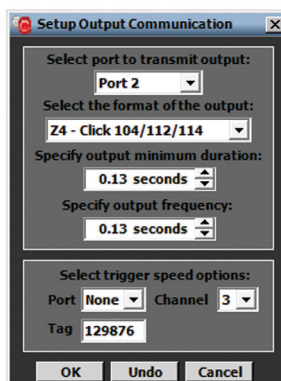 Setup Output Communication
Select port to transmit output:
Port 2
Select the format of the output:
Z4 - Click 104/112/114
Specify output minimum duration:
0.13 seconds
Specify output frequency:
0.13 seconds
Select trigger speed options:
Port None Channel 3
Tag 129876
OK Undo Cancel